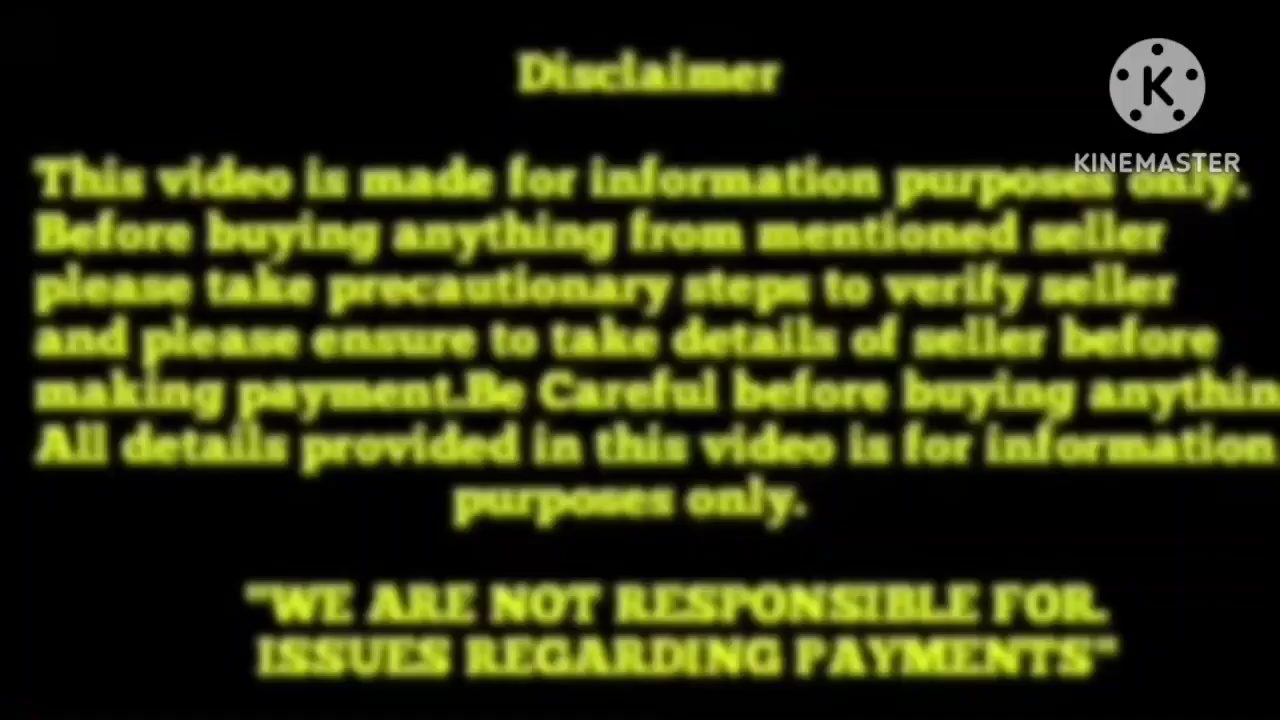 Disclaimer
K
KINEMASTER
This video is made for information purposes only.
Before buying anything from mentioned seller
please take precautionary steps to verify seller
and please ensure to take details of seller before
making payment.Be Careful before buying anythin
All details provided in this video is for information
purposes only.
"WE ARE NOT RESPONSIBLE FOR.
ISSUES REGARDING PAYMENTS"